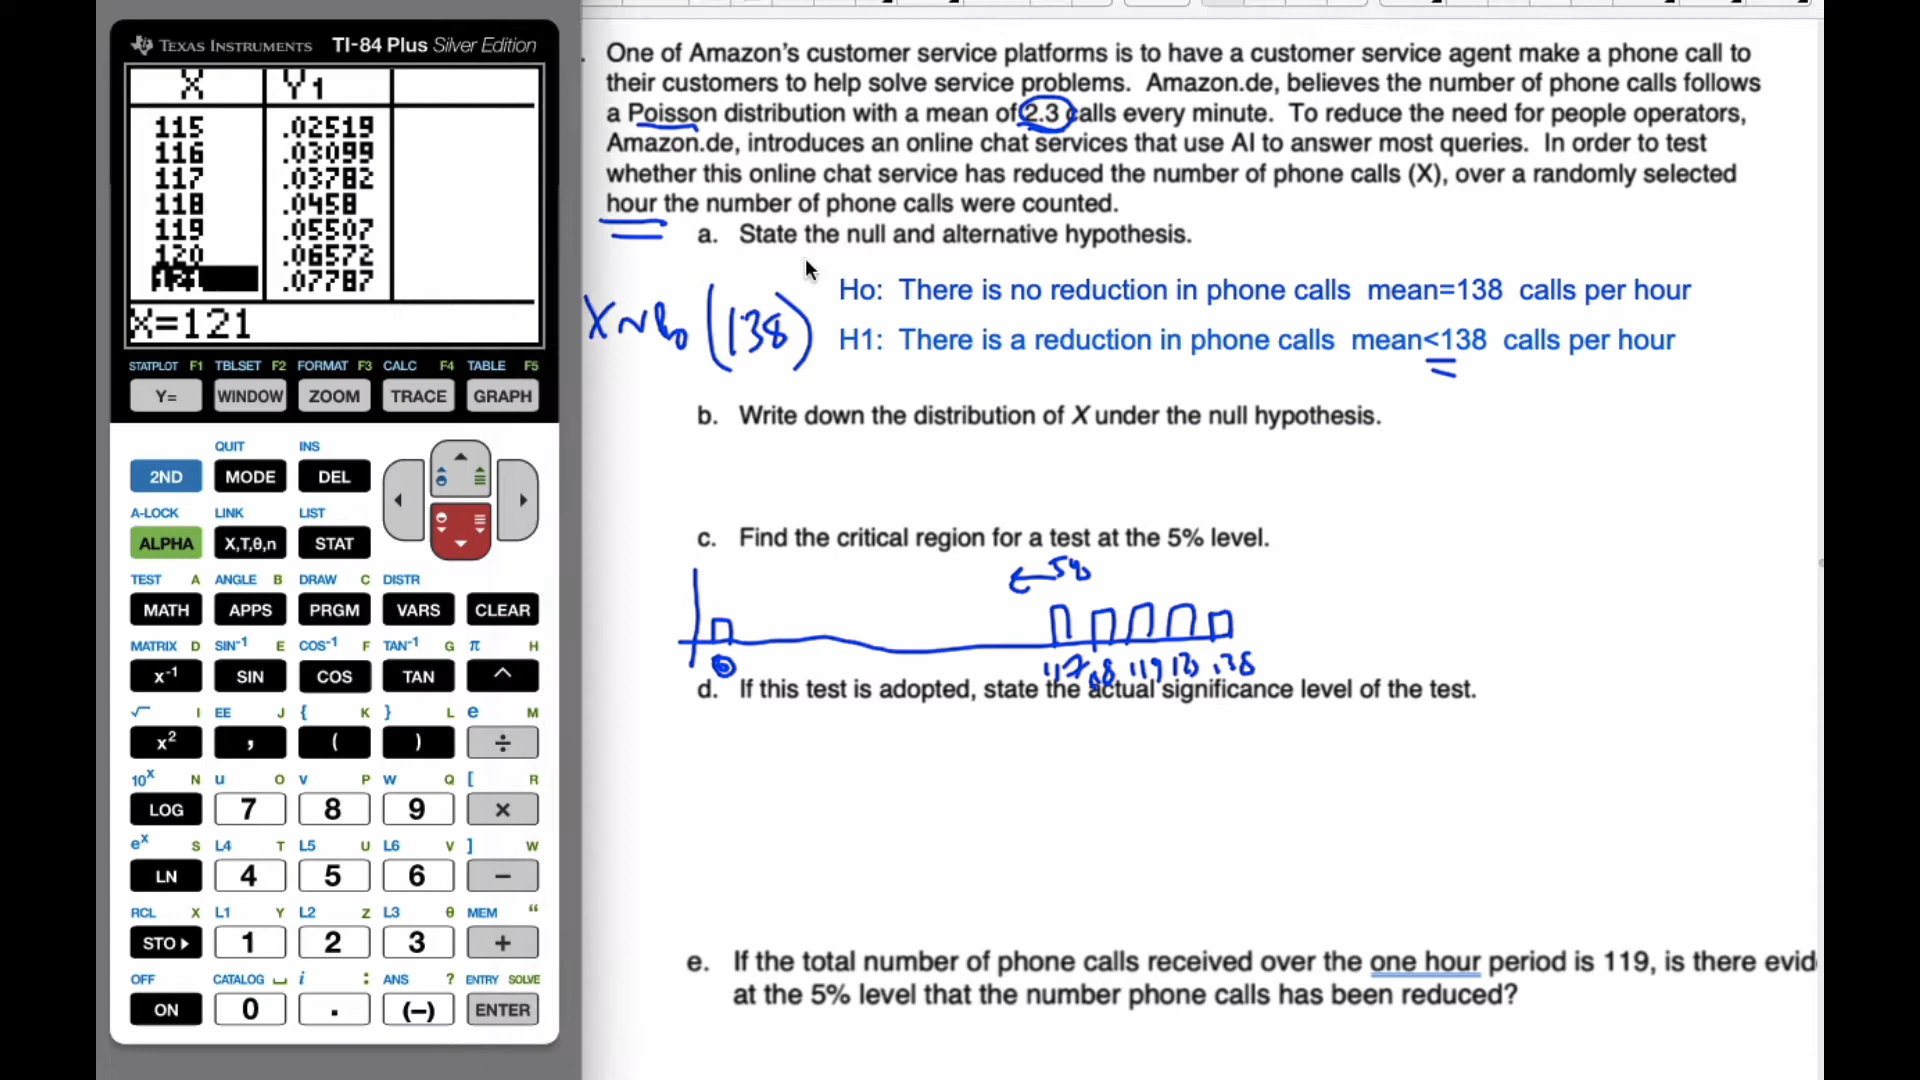 TEXAS INSTRUMENTS TI-84 Plus Silver Edition
X Y1
115 .02519
116 .03099
117 .03782
118 .0458
119 .05507
120 .06572
.07787
X=121
STATPLOT F1 TBLSET F2 FORMAT F3 CALC F4 TABLE F5
Y= WINDOW ZOOM TRACE GRAPH
QUIT INS
2ND MODE DEL
A-LOCK LINK LIST
ALPHA X,T,θ,n STAT
TEST A ANGLE B DRAW C DISTR
MATH APPS PRGM VARS CLEAR
MATRIX D SIN-1 E COS-1 F TAN-1 G π H
x-1 SIN COS TAN ^
√ I EE J { K } L e M
x2 , ( ) ÷
10x N u O v P w Q [ R
LOG 7 8 9 ×
ex S L4 T L5 U L6 V ] W
LN 4 5 6 −
RCL X L1 Y L2 Z L3 θ MEM “
STO▸ 1 2 3 +
OFF CATALOG ⎵ i : ANS ? ENTRY SOLVE
ON 0 . (−) ENTER
One of Amazon's customer service platforms is to have a customer service agent make a phone call to
their customers to help solve service problems. Amazon.de, believes the number of phone calls follows
a Poisson distribution with a mean of 2.3 calls every minute. To reduce the need for people operators,
Amazon.de, introduces an online chat services that use AI to answer most queries. In order to test
whether this online chat service has reduced the number of phone calls (X), over a randomly selected
hour the number of phone calls were counted.
a. State the null and alternative hypothesis.
Ho: There is no reduction in phone calls mean=138 calls per hour
X~Po (138)
H1: There is a reduction in phone calls mean<138 calls per hour
b. Write down the distribution of X under the null hypothesis.
c. Find the critical region for a test at the 5% level.
5%
0 117 118 119 120 138
d. If this test is adopted, state the actual significance level of the test.
e. If the total number of phone calls received over the one hour period is 119, is there evid
at the 5% level that the number phone calls has been reduced?